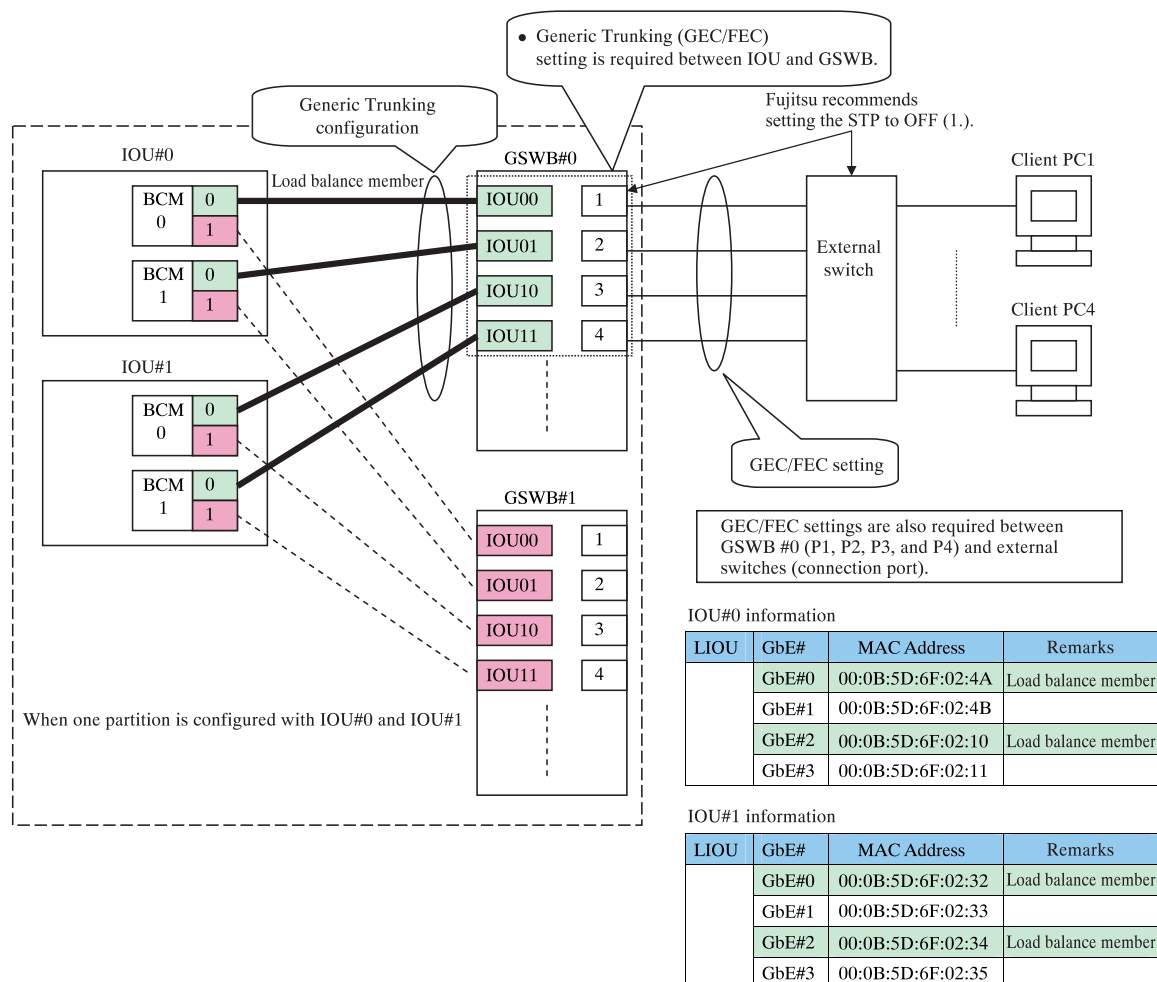 • Generic Trunking (GEC/FEC)
setting is required between IOU and GSWB.
Generic Trunking
configuration
Fujitsu recommends
setting the STP to OFF (1.).
IOU#0
BCM
0
0
1
BCM
1
0
1
Load balance member
IOU#1
BCM
0
0
1
BCM
1
0
1
GSWB#0
IOU00 1
IOU01 2
IOU10 3
IOU11 4
GSWB#1
IOU00 1
IOU01 2
IOU10 3
IOU11 4
External
switch
Client PC1
Client PC4
GEC/FEC setting
GEC/FEC settings are also required between
GSWB #0 (P1, P2, P3, and P4) and external
switches (connection port).
When one partition is configured with IOU#0 and IOU#1
IOU#0 information
LIOU GbE# MAC Address Remarks
GbE#0 00:0B:5D:6F:02:4A Load balance member
GbE#1 00:0B:5D:6F:02:4B
GbE#2 00:0B:5D:6F:02:10 Load balance member
GbE#3 00:0B:5D:6F:02:11
IOU#1 information
LIOU GbE# MAC Address Remarks
GbE#0 00:0B:5D:6F:02:32 Load balance member
GbE#1 00:0B:5D:6F:02:33
GbE#2 00:0B:5D:6F:02:34 Load balance member
GbE#3 00:0B:5D:6F:02:35